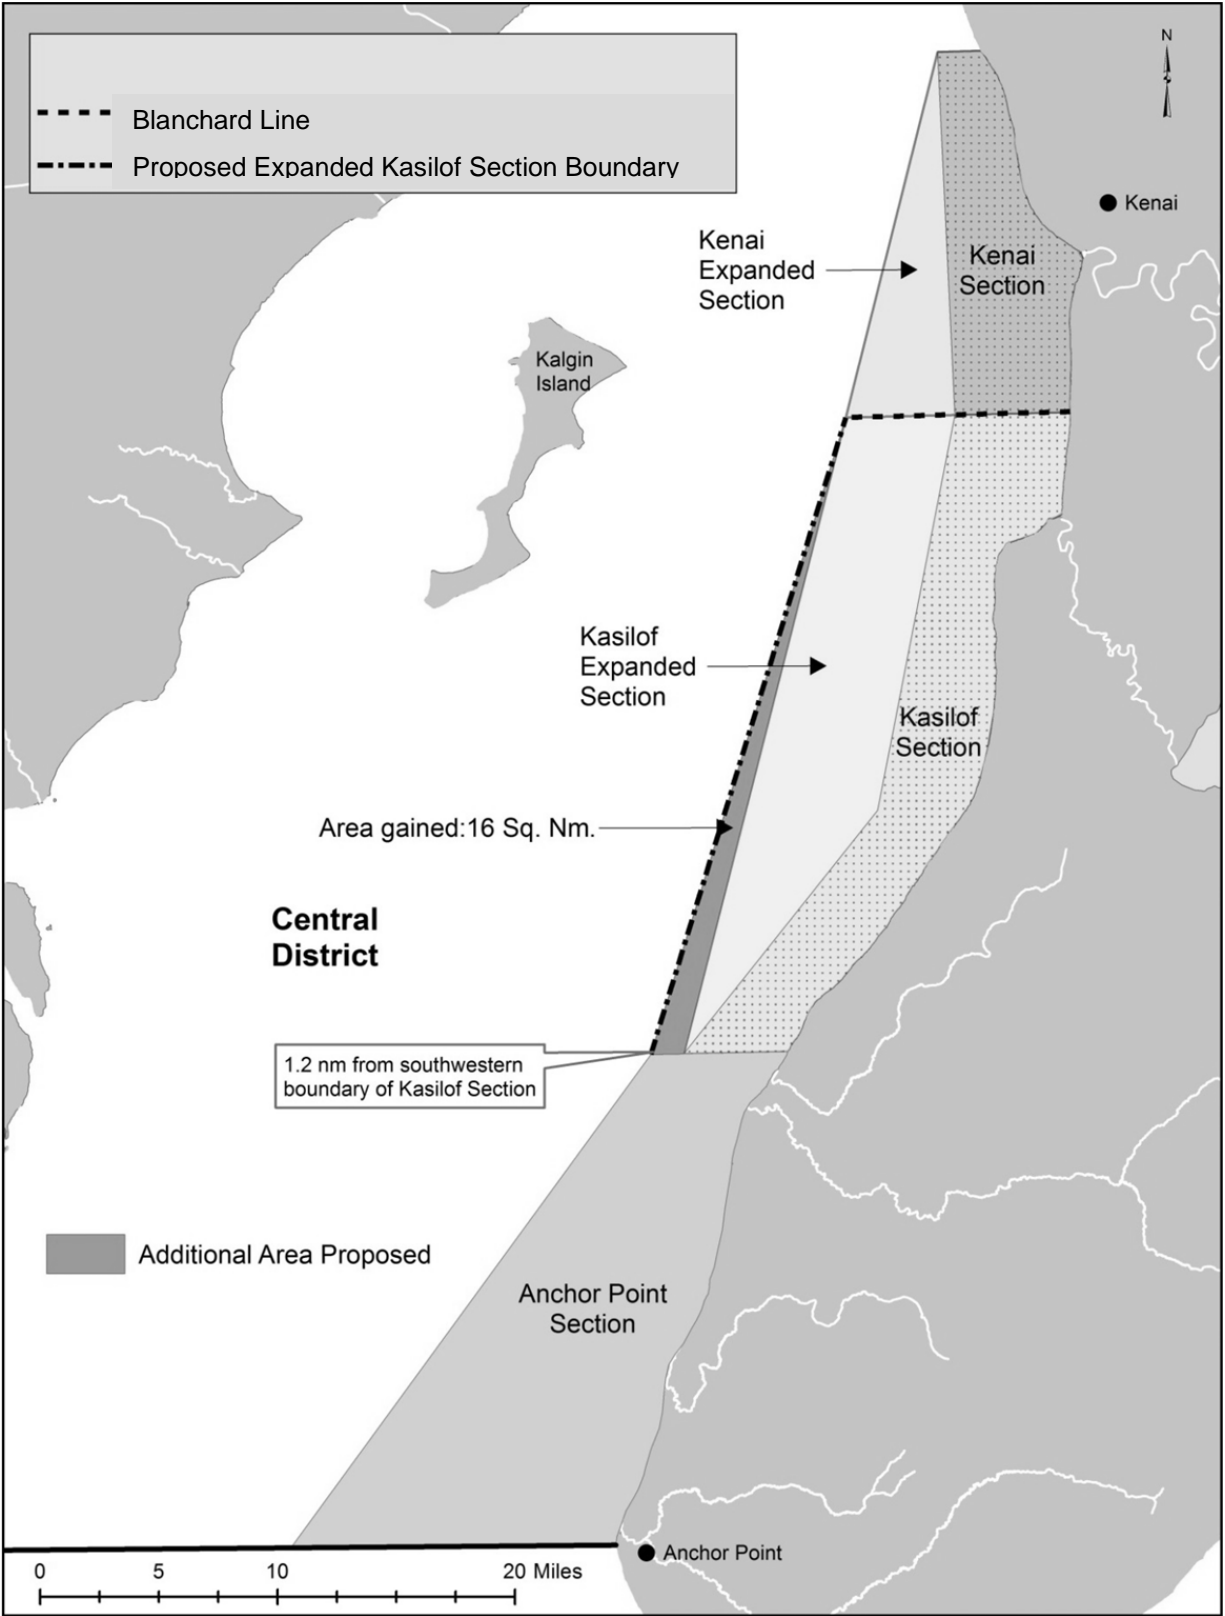 Blanchard Line
Proposed Expanded Kasilof Section Boundary
N
Kenai
Kenai
Expanded
Section
Kenai
Section
Kalgin
Island
Kasilof
Expanded
Section
Kasilof
Section
Area gained:16 Sq. Nm.
Central
District
1.2 nm from southwestern
boundary of Kasilof Section
Additional Area Proposed
Anchor Point
Section
Anchor Point
0 5 10 20 Miles